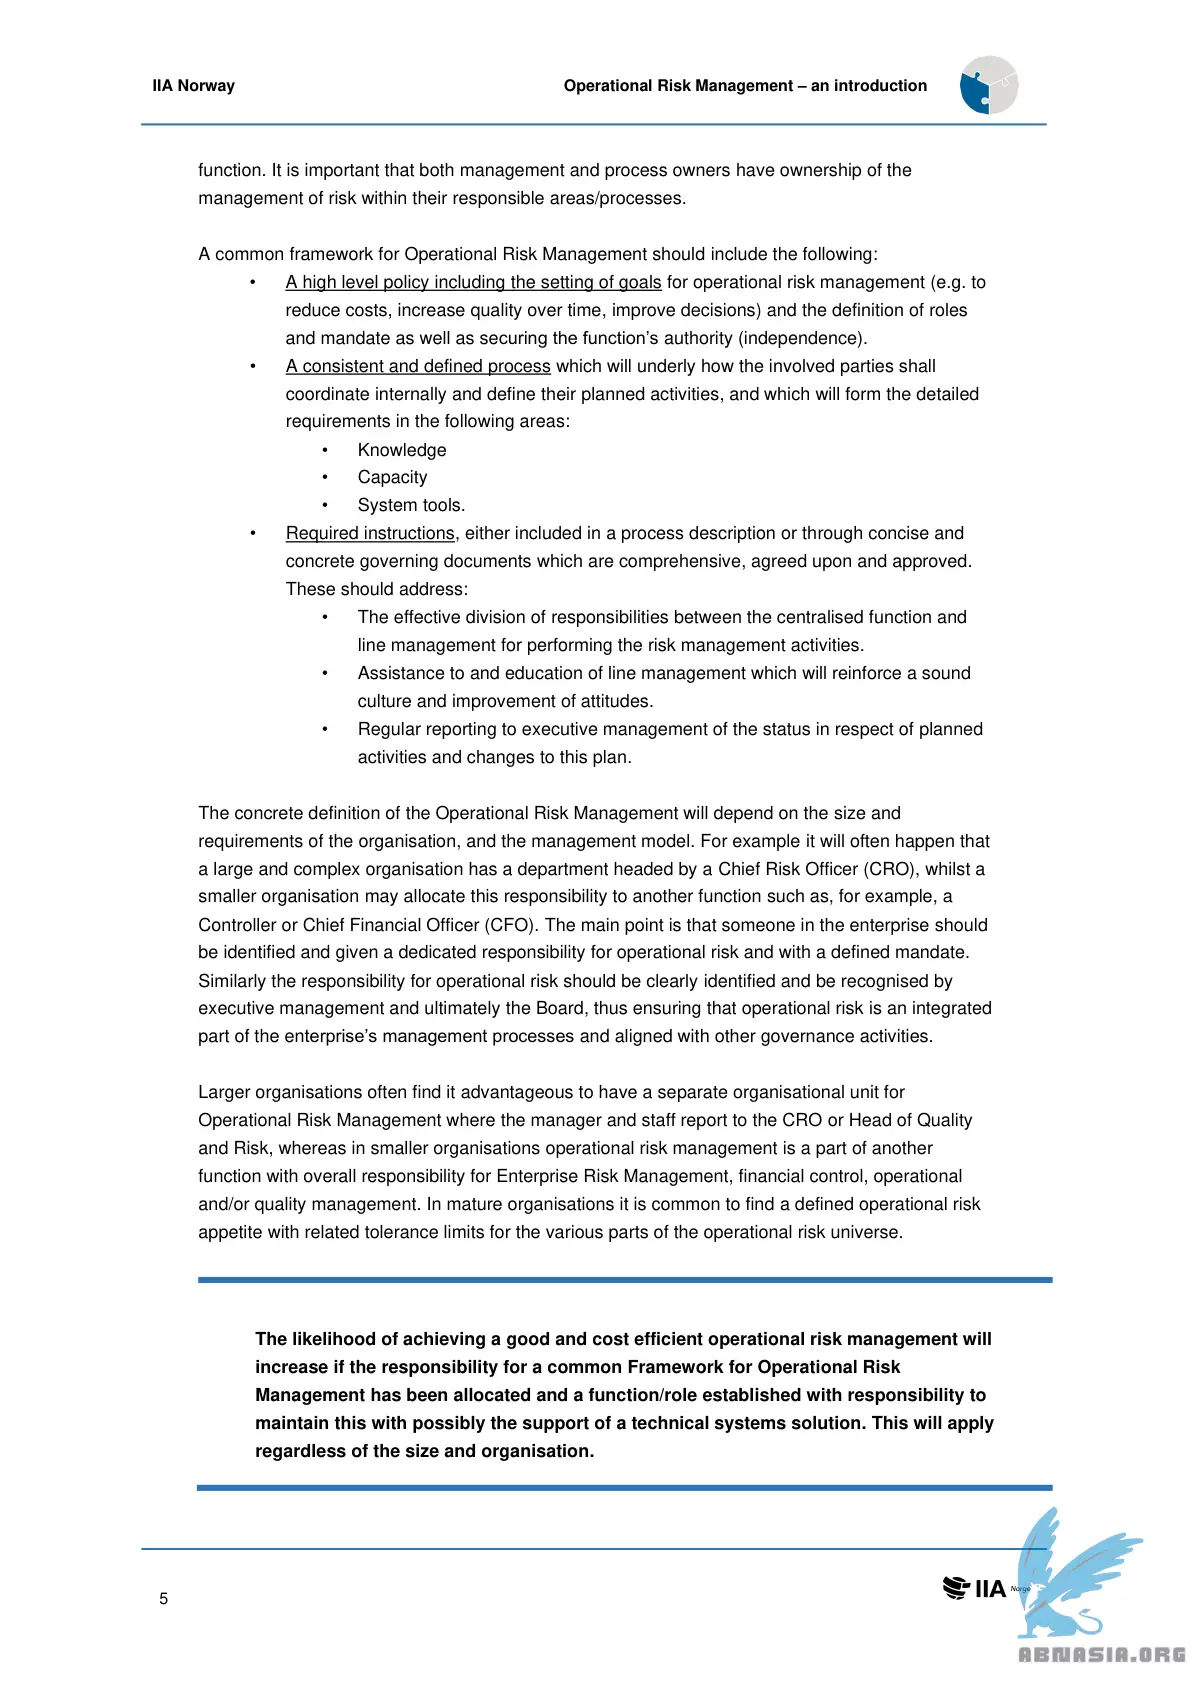 IIA Norway
Operational Risk Management – an introduction
function. It is important that both management and process owners have ownership of the
management of risk within their responsible areas/processes.
A common framework for Operational Risk Management should include the following:
• A high level policy including the setting of goals for operational risk management (e.g. to
reduce costs, increase quality over time, improve decisions) and the definition of roles
and mandate as well as securing the function’s authority (independence).
• A consistent and defined process which will underly how the involved parties shall
coordinate internally and define their planned activities, and which will form the detailed
requirements in the following areas:
• Knowledge
• Capacity
• System tools.
• Required instructions, either included in a process description or through concise and
concrete governing documents which are comprehensive, agreed upon and approved.
These should address:
• The effective division of responsibilities between the centralised function and
line management for performing the risk management activities.
• Assistance to and education of line management which will reinforce a sound
culture and improvement of attitudes.
• Regular reporting to executive management of the status in respect of planned
activities and changes to this plan.
The concrete definition of the Operational Risk Management will depend on the size and
requirements of the organisation, and the management model. For example it will often happen that
a large and complex organisation has a department headed by a Chief Risk Officer (CRO), whilst a
smaller organisation may allocate this responsibility to another function such as, for example, a
Controller or Chief Financial Officer (CFO). The main point is that someone in the enterprise should
be identified and given a dedicated responsibility for operational risk and with a defined mandate.
Similarly the responsibility for operational risk should be clearly identified and be recognised by
executive management and ultimately the Board, thus ensuring that operational risk is an integrated
part of the enterprise’s management processes and aligned with other governance activities.
Larger organisations often find it advantageous to have a separate organisational unit for
Operational Risk Management where the manager and staff report to the CRO or Head of Quality
and Risk, whereas in smaller organisations operational risk management is a part of another
function with overall responsibility for Enterprise Risk Management, financial control, operational
and/or quality management. In mature organisations it is common to find a defined operational risk
appetite with related tolerance limits for the various parts of the operational risk universe.
The likelihood of achieving a good and cost efficient operational risk management will
increase if the responsibility for a common Framework for Operational Risk
Management has been allocated and a function/role established with responsibility to
maintain this with possibly the support of a technical systems solution. This will apply
regardless of the size and organisation.
5
IIA Norge
ABNASIA.ORG